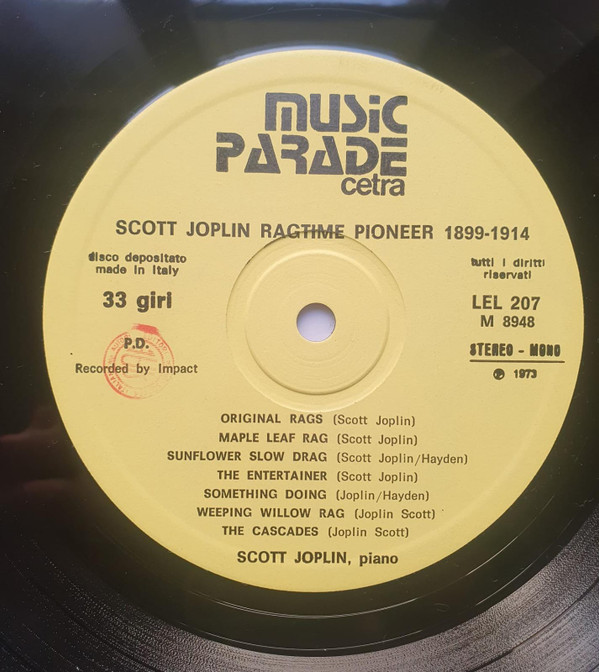 MUSIC
PARADE
cetra
SCOTT JOPLIN RAGTIME PIONEER 1899-1914
disco depositato
made in Italy
33 giri
P.D.
Recorded by Impact
tutti i diritti
riservati
LEL 207
M 8948
STEREO - MONO
℗ 1973
ORIGINAL RAGS (Scott Joplin)
MAPLE LEAF RAG (Scott Joplin)
SUNFLOWER SLOW DRAG (Scott Joplin/Hayden)
THE ENTERTAINER (Scott Joplin)
SOMETHING DOING (Joplin/Hayden)
WEEPING WILLOW RAG (Joplin Scott)
THE CASCADES (Joplin Scott)
SCOTT JOPLIN, piano